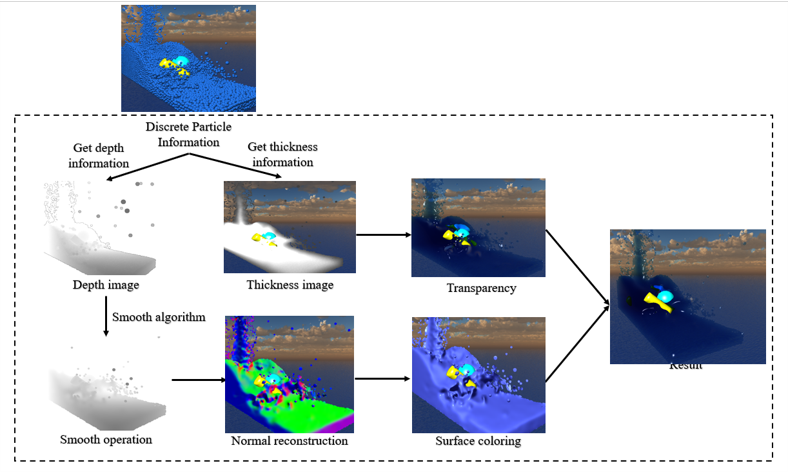 Discrete Particle
Information
Get depth
information
Get thickness
information
Depth image
Thickness image
Transparency
Smooth algorithm
Result
Smooth operation
Normal reconstruction
Surface coloring